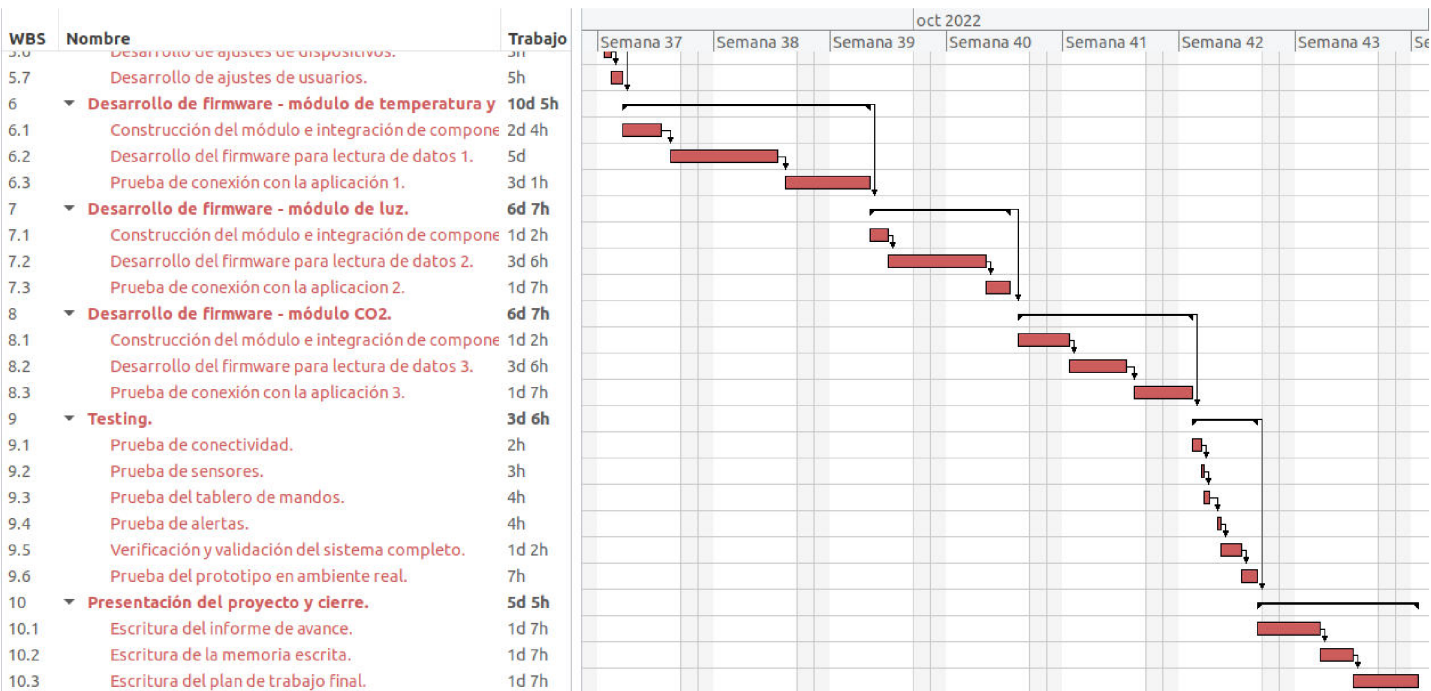 oct 2022
WBS Nombre Trabajo Semana 37 Semana 38 Semana 39 Semana 40 Semana 41 Semana 42 Semana 43 Se
5.6 Desarrollo de ajustes de dispositivos. 5h
5.7 Desarrollo de ajustes de usuarios. 5h
6 Desarrollo de firmware - módulo de temperatura y 10d 5h
6.1 Construcción del módulo e integración de compone 2d 4h
6.2 Desarrollo del firmware para lectura de datos 1. 5d
6.3 Prueba de conexión con la aplicación 1. 3d 1h
7 Desarrollo de firmware - módulo de luz. 6d 7h
7.1 Construcción del módulo e integración de compone 1d 2h
7.2 Desarrollo del firmware para lectura de datos 2. 3d 6h
7.3 Prueba de conexión con la aplicacion 2. 1d 7h
8 Desarrollo de firmware - módulo CO2. 6d 7h
8.1 Construcción del módulo e integración de compone 1d 2h
8.2 Desarrollo del firmware para lectura de datos 3. 3d 6h
8.3 Prueba de conexión con la aplicación 3. 1d 7h
9 Testing. 3d 6h
9.1 Prueba de conectividad. 2h
9.2 Prueba de sensores. 3h
9.3 Prueba del tablero de mandos. 4h
9.4 Prueba de alertas. 4h
9.5 Verificación y validación del sistema completo. 1d 2h
9.6 Prueba del prototipo en ambiente real. 7h
10 Presentación del proyecto y cierre. 5d 5h
10.1 Escritura del informe de avance. 1d 7h
10.2 Escritura de la memoria escrita. 1d 7h
10.3 Escritura del plan de trabajo final. 1d 7h